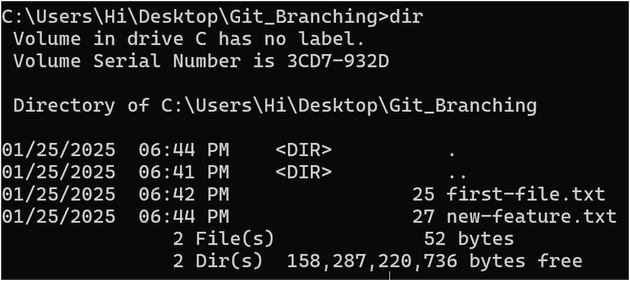 C:\Users\Hi\Desktop\Git_Branching>dir
Volume in drive C has no label.
Volume Serial Number is 3CD7-932D
Directory of C:\Users\Hi\Desktop\Git_Branching
01/25/2025  06:44 PM    <DIR>          .
01/25/2025  06:41 PM    <DIR>          ..
01/25/2025  06:42 PM                25 first-file.txt
01/25/2025  06:44 PM                27 new-feature.txt
2 File(s)             52 bytes
2 Dir(s)  158,287,220,736 bytes free